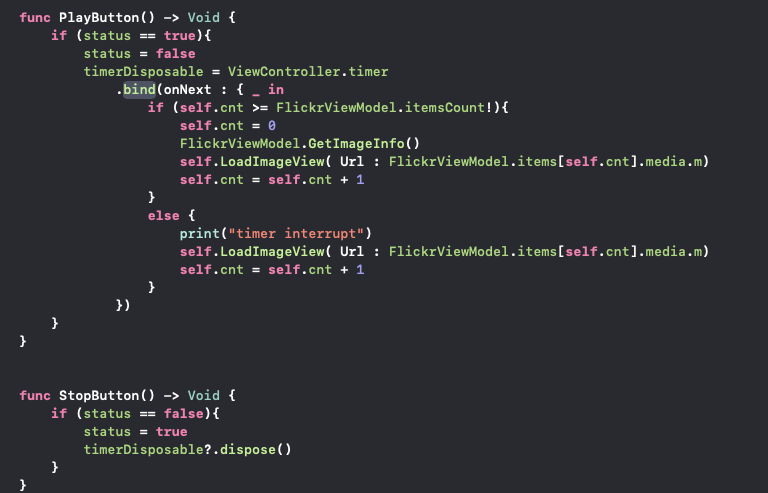 func PlayButton() -> Void {
    if (status == true){
        status = false
        timerDisposable = ViewController.timer
            .bind(onNext : { _ in
                if (self.cnt >= FlickrViewModel.itemsCount!){
                    self.cnt = 0
                    FlickrViewModel.GetImageInfo()
                    self.LoadImageView( Url : FlickrViewModel.items[self.cnt].media.m)
                    self.cnt = self.cnt + 1
                }
                else {
                    print("timer interrupt")
                    self.LoadImageView( Url : FlickrViewModel.items[self.cnt].media.m)
                    self.cnt = self.cnt + 1
                }
            })
    }
}
func StopButton() -> Void {
    if (status == false){
        status = true
        timerDisposable?.dispose()
    }
}